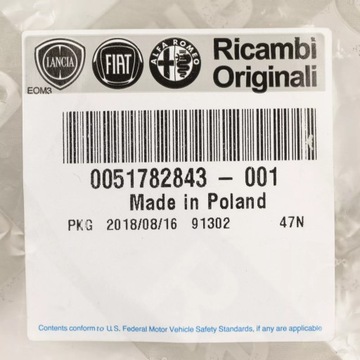 LANCIA FIAT ALFA ROMEO Ricambi
Originali
EOM3
0051782843 - 001
Made in Poland
PKG 2018/08/16 91302 47N
Contents conform to U.S. Federal Motor Vehicle Safety Standards, if any are applicable